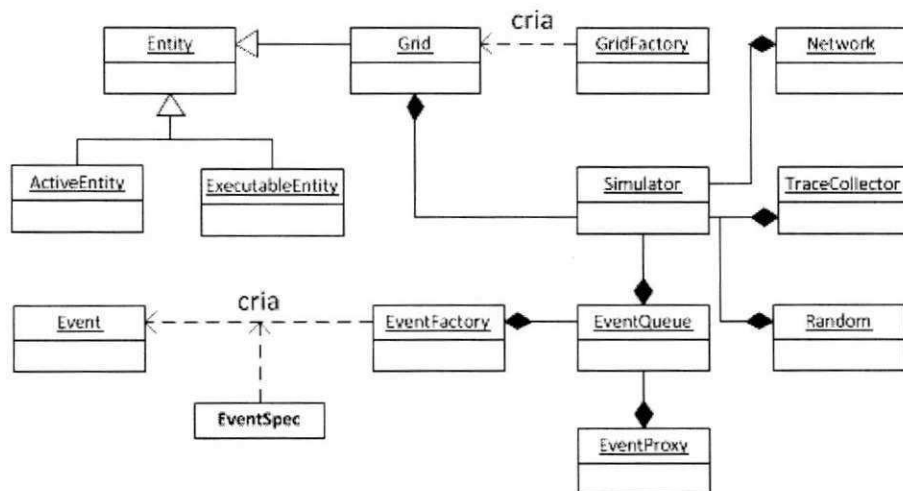 cria
Entity
Grid
GridFactory
Network
ActiveEntity
ExecutableEntity
Simulator
TraceCollector
cria
Event
EventFactory
EventQueue
Random
EventSpec
EventProxy